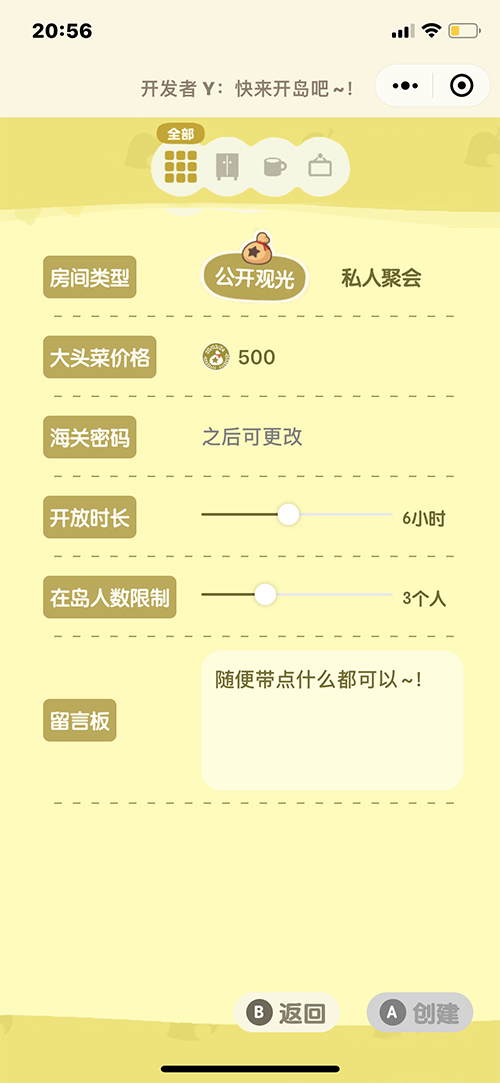 20:56
开发者 Y：快来开岛吧~！
全部
房间类型 公开观光 私人聚会
大头菜价格 500
海关密码 之后可更改
开放时长 6小时
在岛人数限制 3个人
随便带点什么都可以~！
留言板
B 返回 A 创建